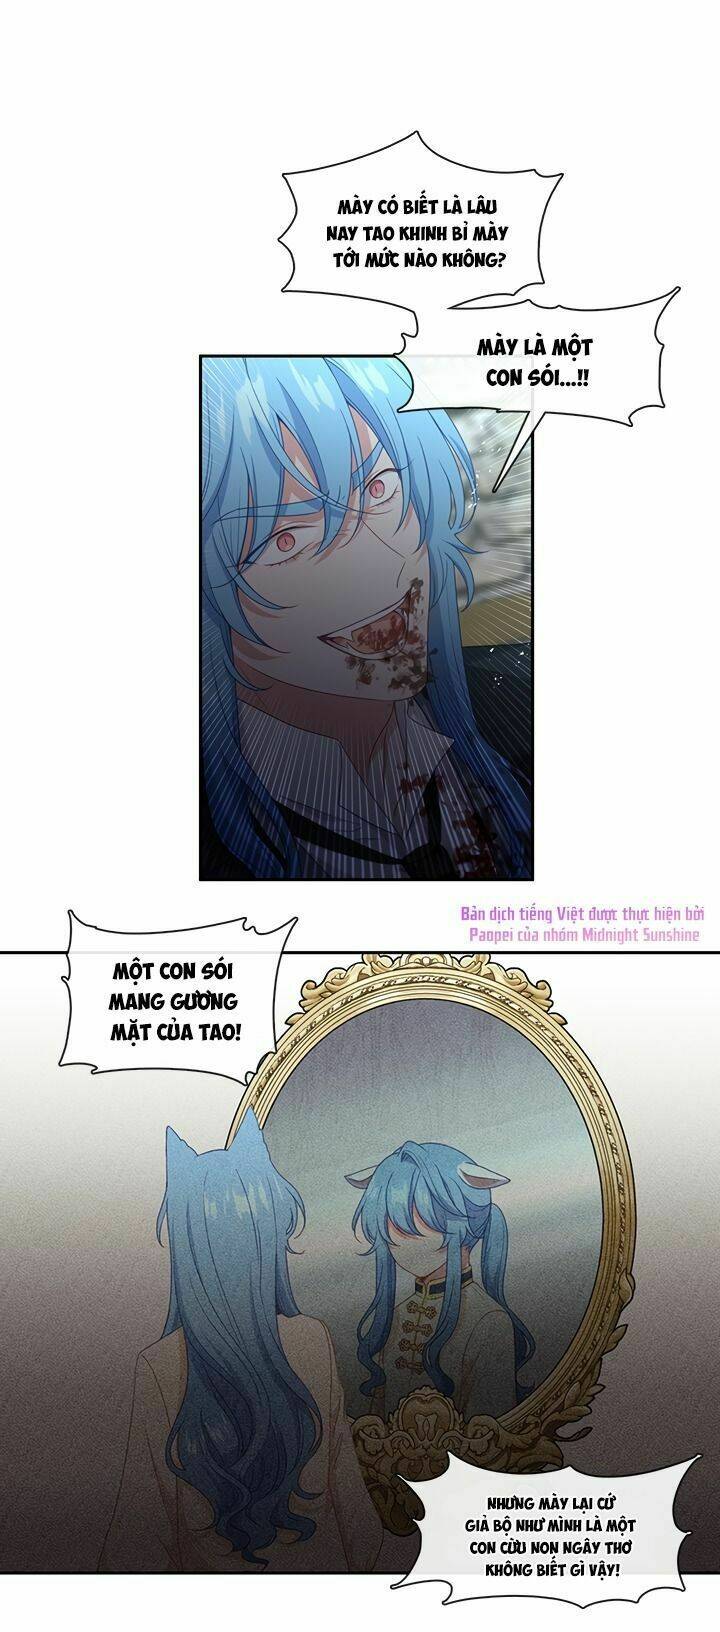 MÀY CÓ BIẾT LÀ LÂU
NAY TAO KHINH BỈ MÀY
TỚI MỨC NÀO KHÔNG?
MÀY LÀ MỘT
CON SÓI...!!
Bản dịch tiếng Việt được thực hiện bởi
Paopei của nhóm Midnight Sunshine
MỘT CON SÓI
MANG GƯƠNG
MẶT CỦA TAO!
NHƯNG MÀY LẠI CỨ
GIẢ BỘ NHƯ MÌNH LÀ MỘT
CON CỪU NON NGÂY THƠ
KHÔNG BIẾT GÌ VẬY!